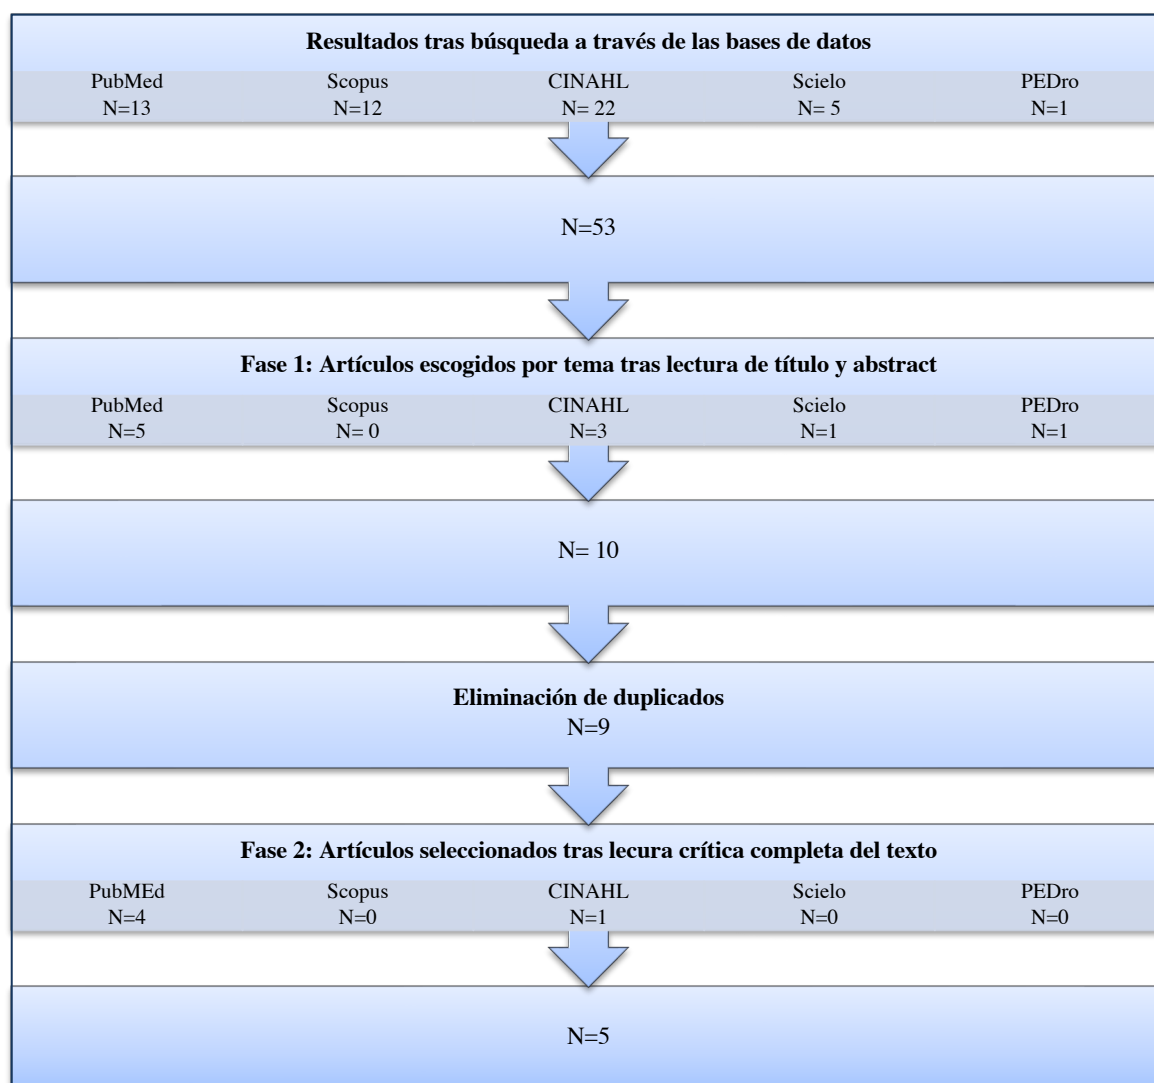 Resultados tras búsqueda a través de las bases de datos
PubMed Scopus CINAHL Scielo PEDro
N=13 N=12 N= 22 N= 5 N=1
N=53
Fase 1: Artículos escogidos por tema tras lectura de título y abstract
PubMed Scopus CINAHL Scielo PEDro
N=5 N= 0 N=3 N=1 N=1
N= 10
Eliminación de duplicados
N=9
Fase 2: Artículos seleccionados tras lecura crítica completa del texto
PubMEd Scopus CINAHL Scielo PEDro
N=4 N=0 N=1 N=0 N=0
N=5